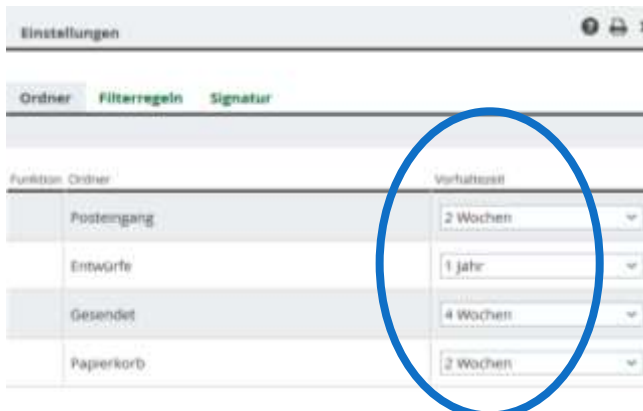 Einstellungen
Ordner Filterregeln Signatur
Funktion Ordner Vorhaltezeit
Posteingang 2 Wochen
Entwürfe 1 Jahr
Gesendet 4 Wochen
Papierkorb 2 Wochen